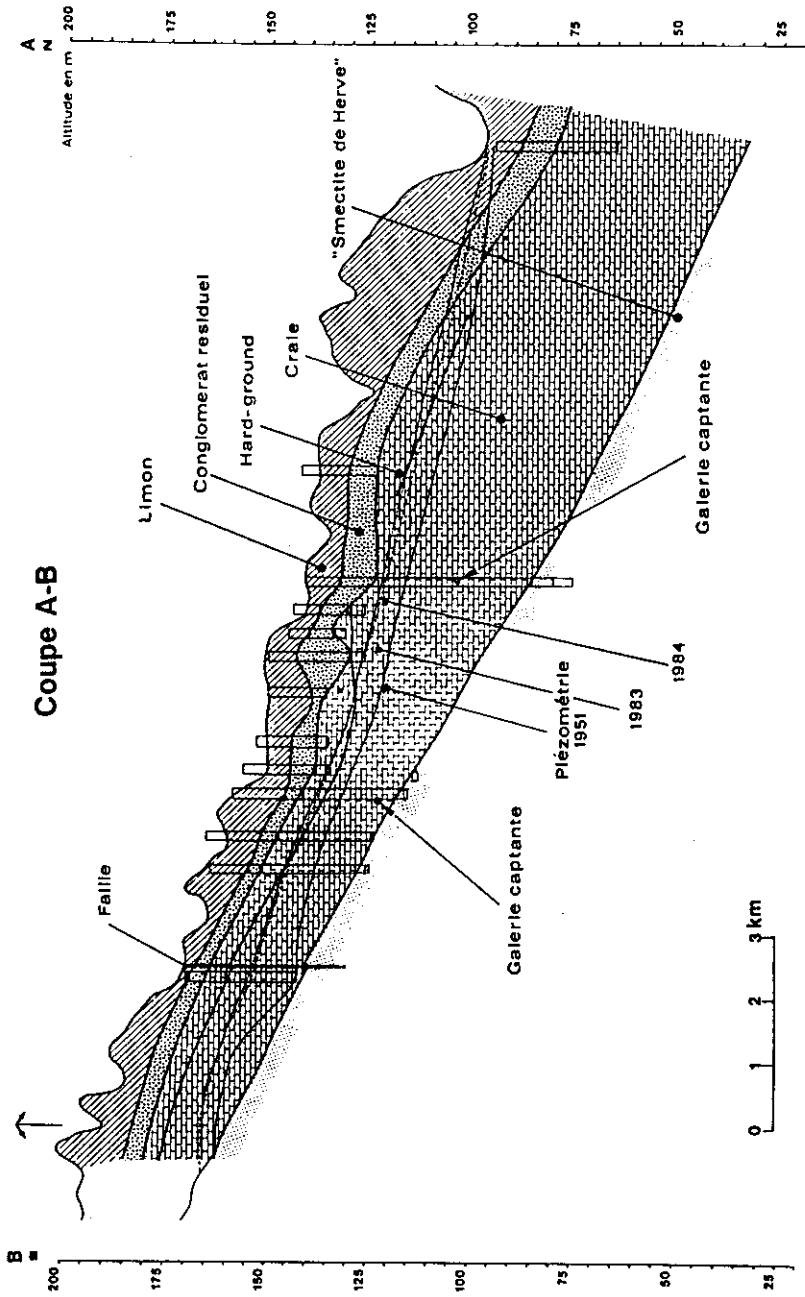 Coupe A-B
B
A
N
Altitude en m
200
175
150
125
100
75
50
25
200
175
150
125
100
75
50
25
Faille
Limon
Conglomerat residuel
Hard-ground
Craie
"Smectite de Herve"
Galerie captante
Piézométrie
1951
1983
1984
Galerie captante
0 1 2 3 km